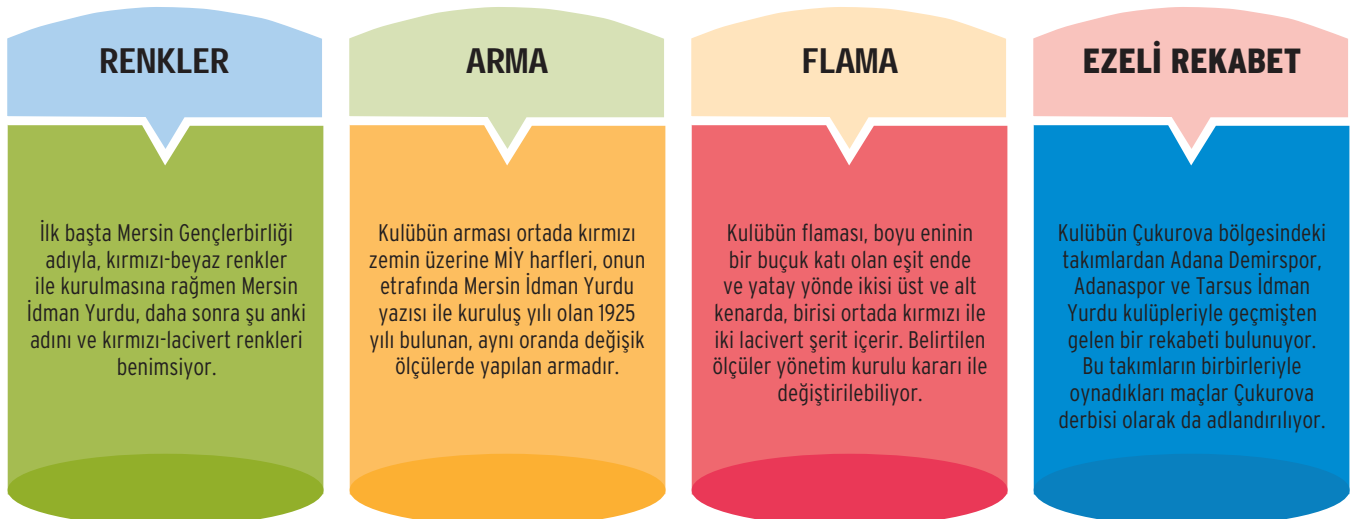 RENKLER
İlk başta Mersin Gençlerbirliği
adıyla, kırmızı-beyaz renkler
ile kurulmasına rağmen Mersin
İdman Yurdu, daha sonra şu anki
adını ve kırmızı-lacivert renkleri
benimsiyor.
ARMA
Kulübün arması ortada kırmızı
zemin üzerine MİY harfleri, onun
etrafında Mersin İdman Yurdu
yazısı ile kuruluş yılı olan 1925
yılı bulunan, aynı oranda değişik
ölçülerde yapılan armadır.
FLAMA
Kulübün flaması, boyu eninin
bir buçuk katı olan eşit ende
ve yatay yönde ikisi üst ve alt
kenarda, birisi ortada kırmızı ile
iki lacivert şerit içerir. Belirtilen
ölçüler yönetim kurulu kararı ile
değiştirilebiliyor.
EZELİ REKABET
Kulübün Çukurova bölgesindeki
takımlardan Adana Demirspor,
Adanaspor ve Tarsus İdman
Yurdu kulüpleriyle geçmişten
gelen bir rekabeti bulunuyor.
Bu takımların birbirleriyle
oynadıkları maçlar Çukurova
derbisi olarak da adlandırılıyor.